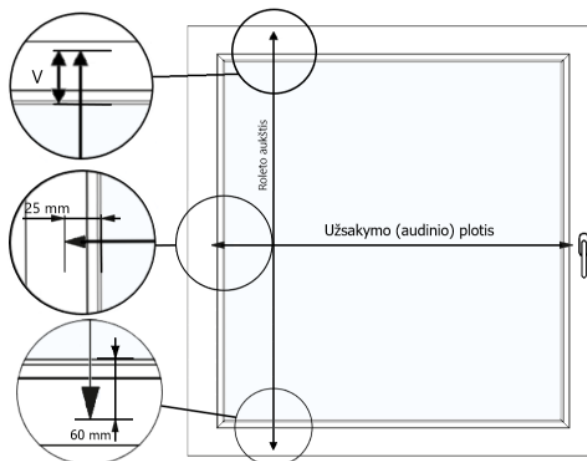 V
Roleto aukštis
25 mm
Užsakymo (audinio) plotis
60 mm